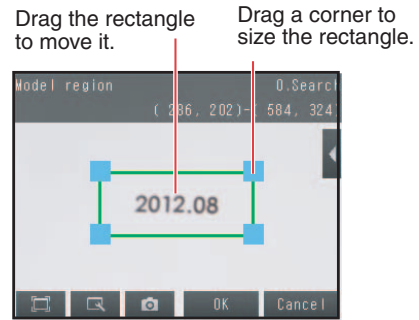 Drag the rectangle
to move it.
Drag a corner to
size the rectangle.
Model region
0.Search
( 286, 202)-( 584, 324)
2012.08
OK
Cancel